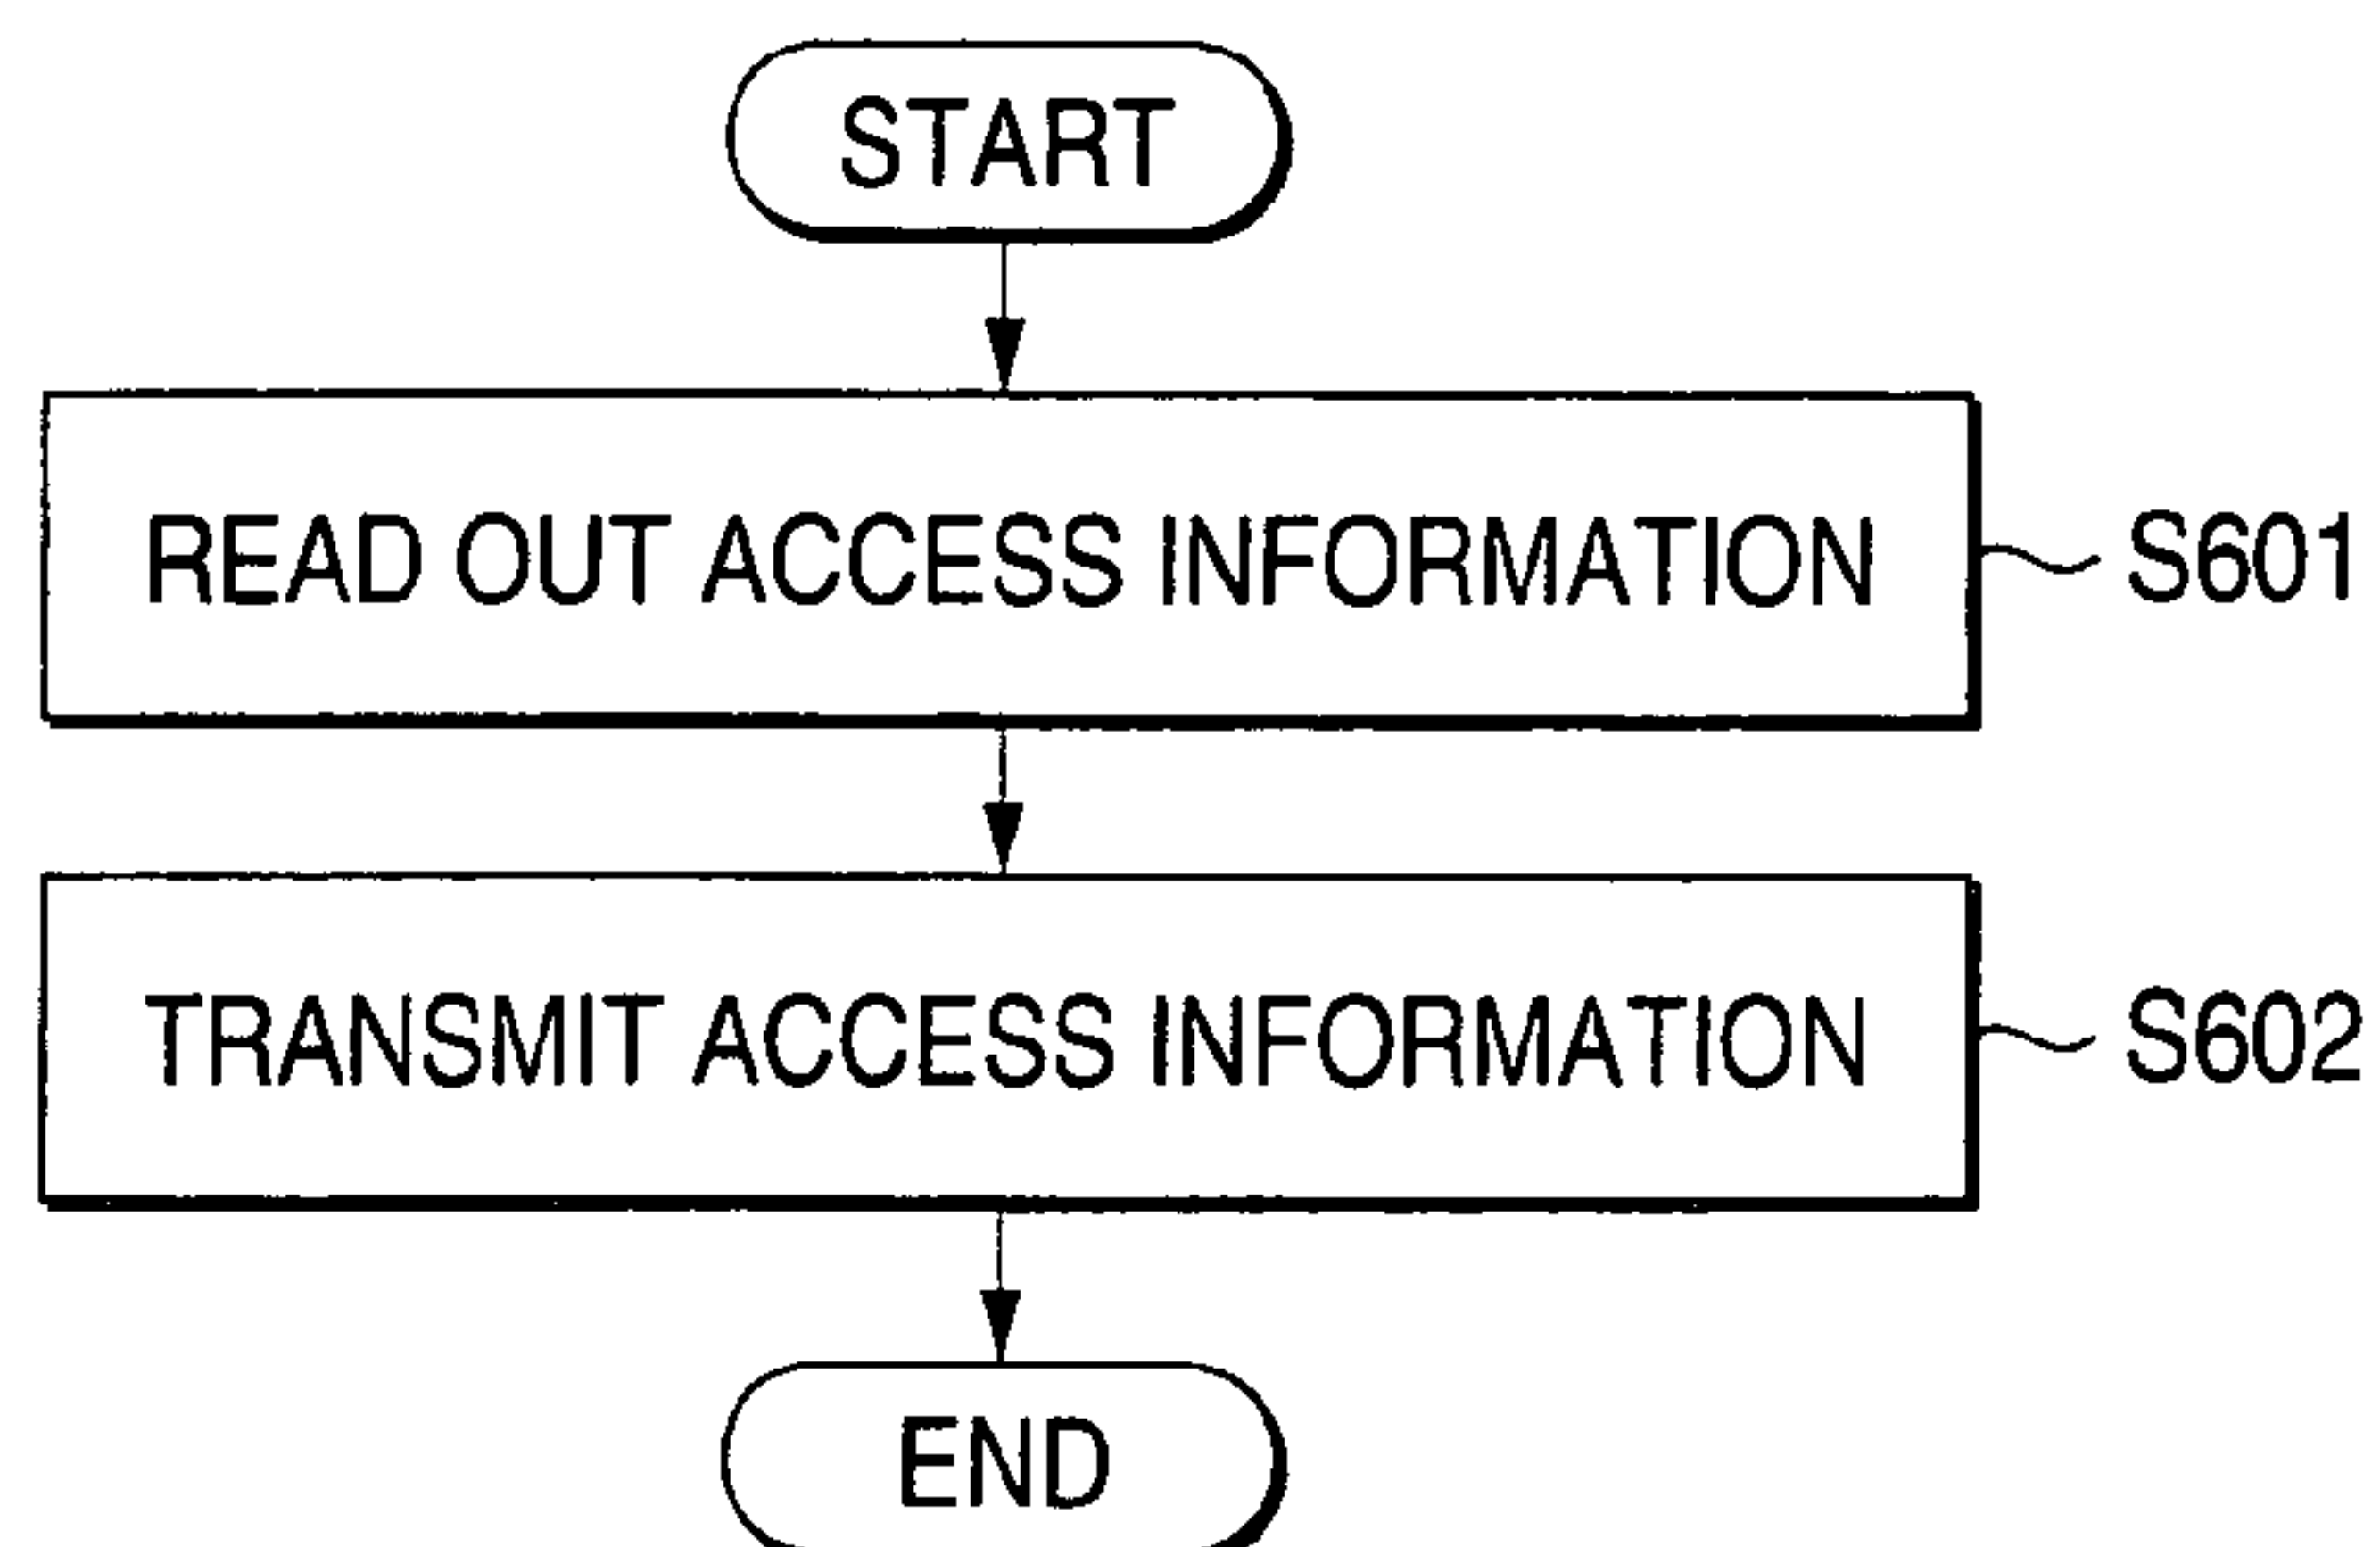 START
READ OUT ACCESS INFORMATION
S601
TRANSMIT ACCESS INFORMATION
S602
END